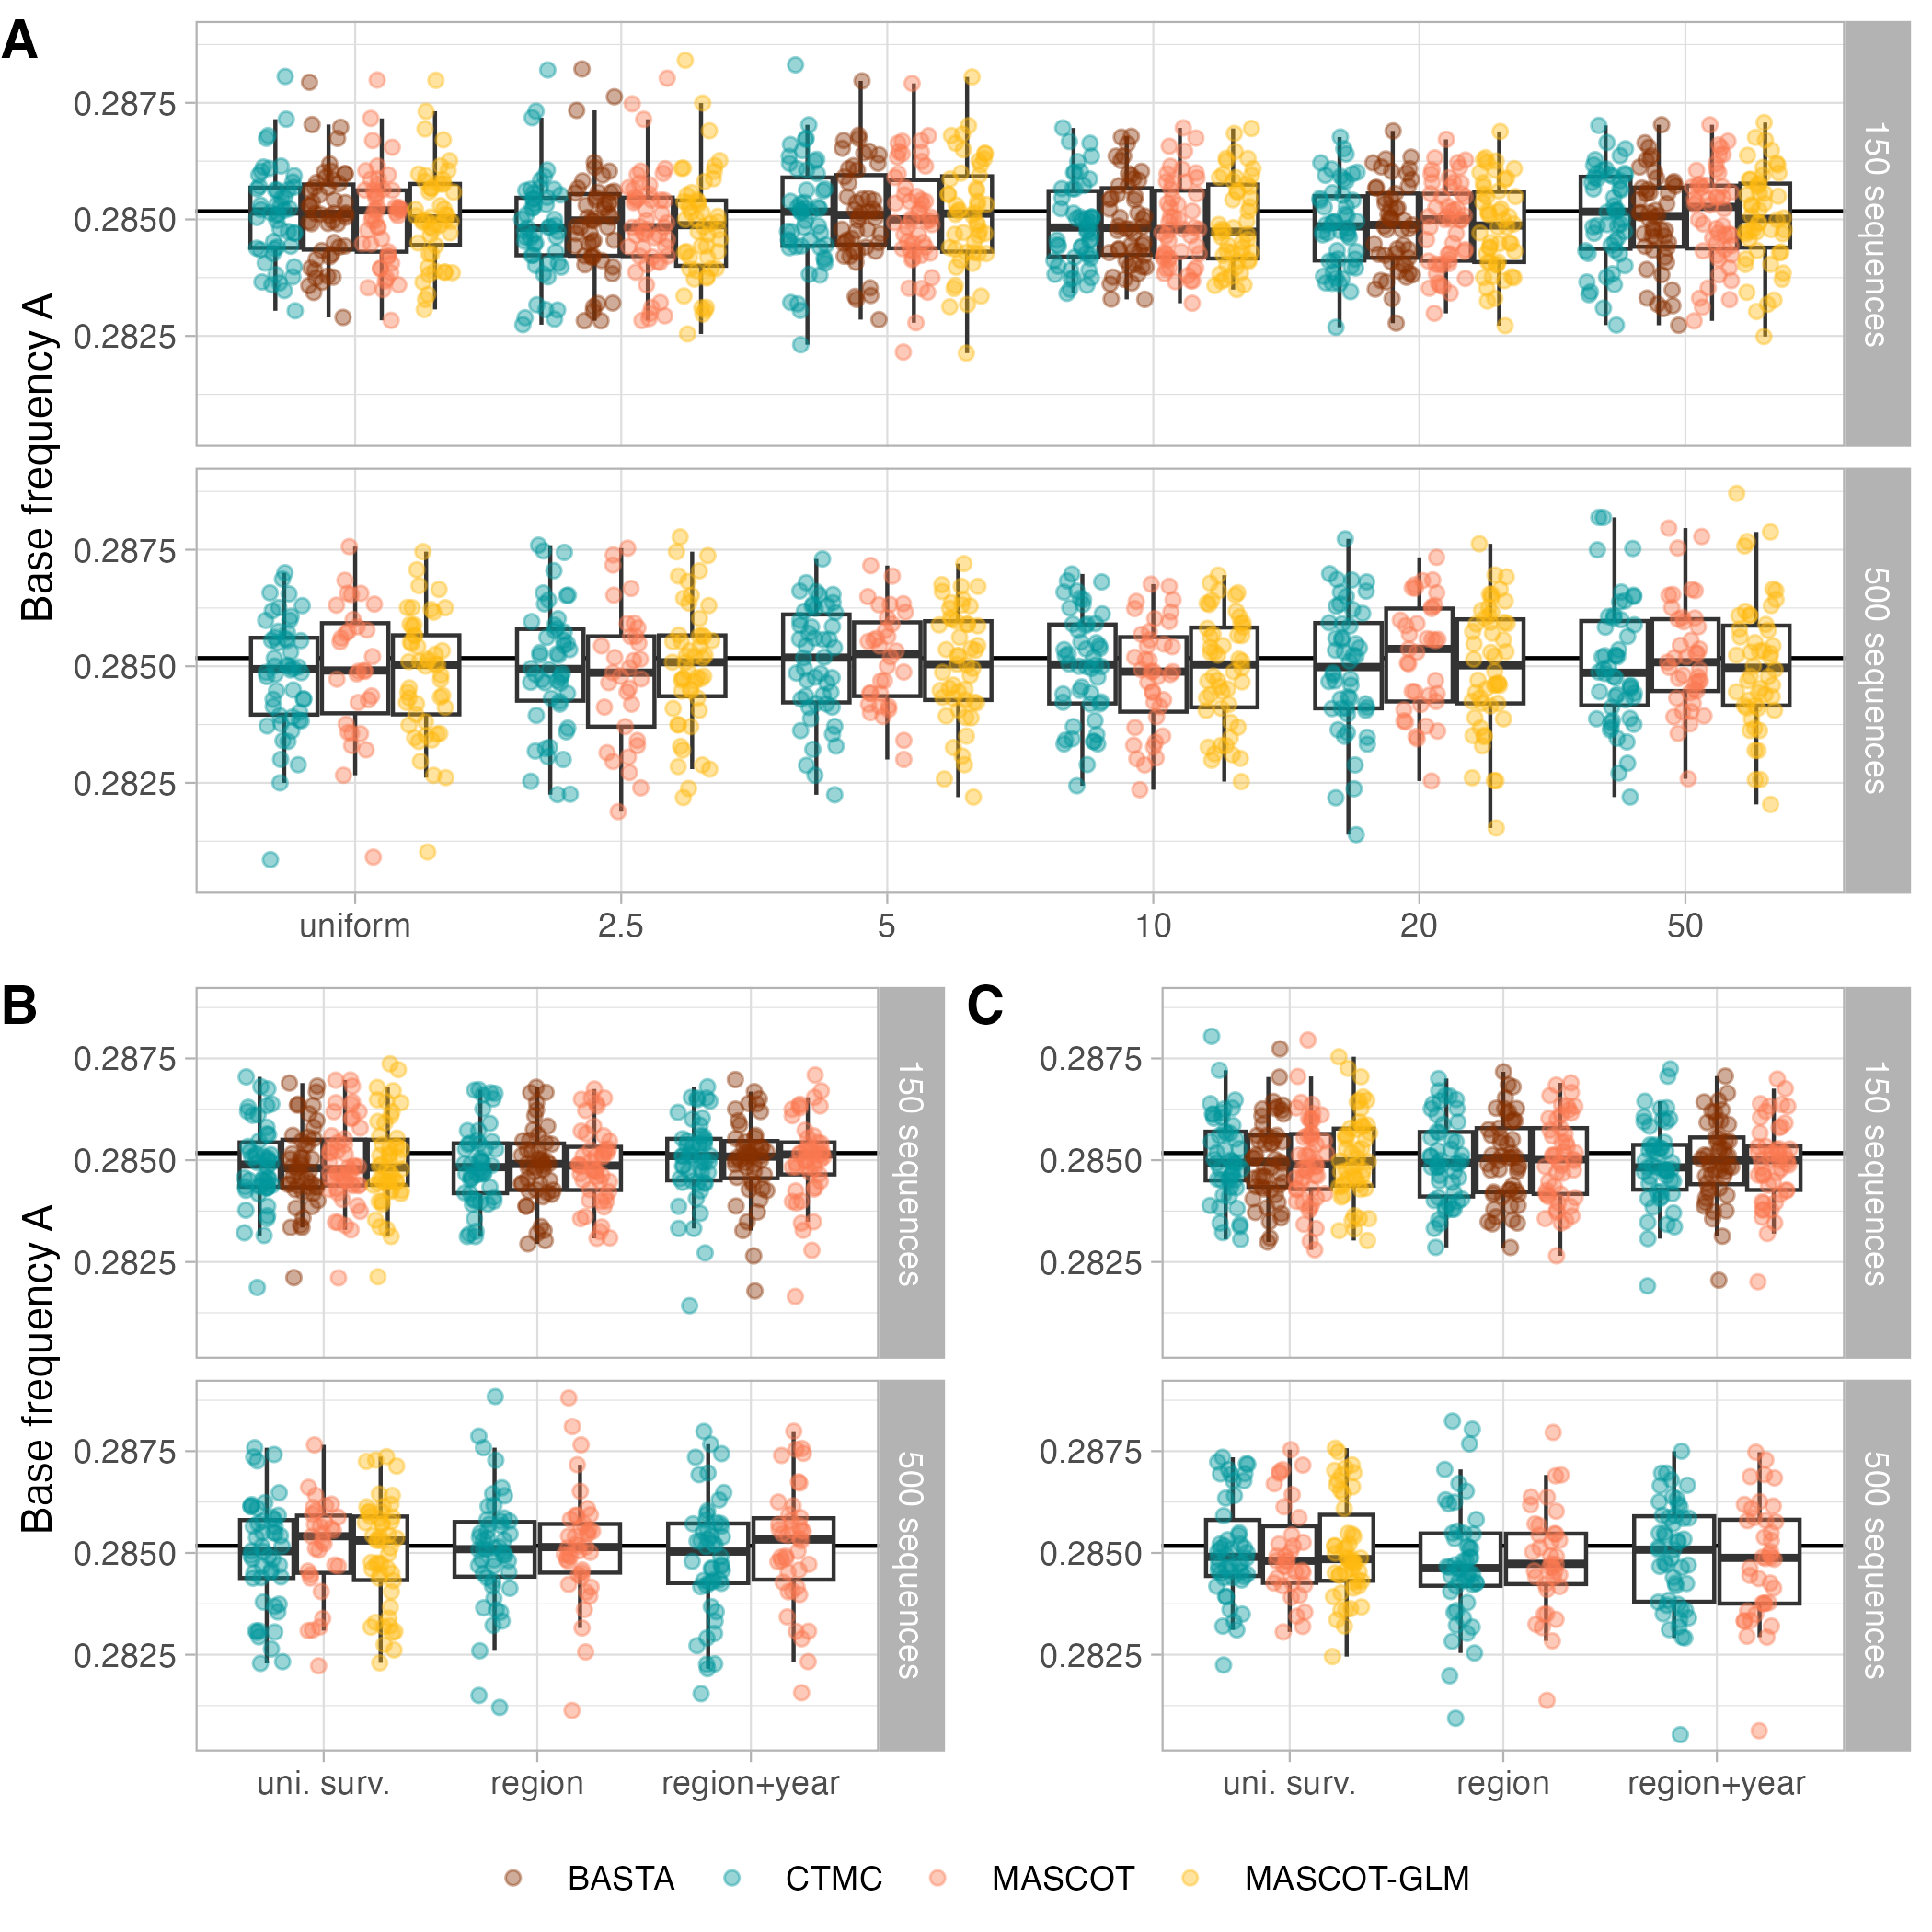 A
Base frequency A
0.2875
0.2850
0.2825
150 sequences
0.2875
0.2850
0.2825
500 sequences
uniform 2.5 5 10 20 50
B
Base frequency A
0.2875
0.2850
0.2825
150 sequences
0.2875
0.2850
0.2825
500 sequences
uni. surv. region region+year
C
0.2875
0.2850
0.2825
150 sequences
0.2875
0.2850
0.2825
500 sequences
uni. surv. region region+year
BASTA CTMC MASCOT MASCOT-GLM